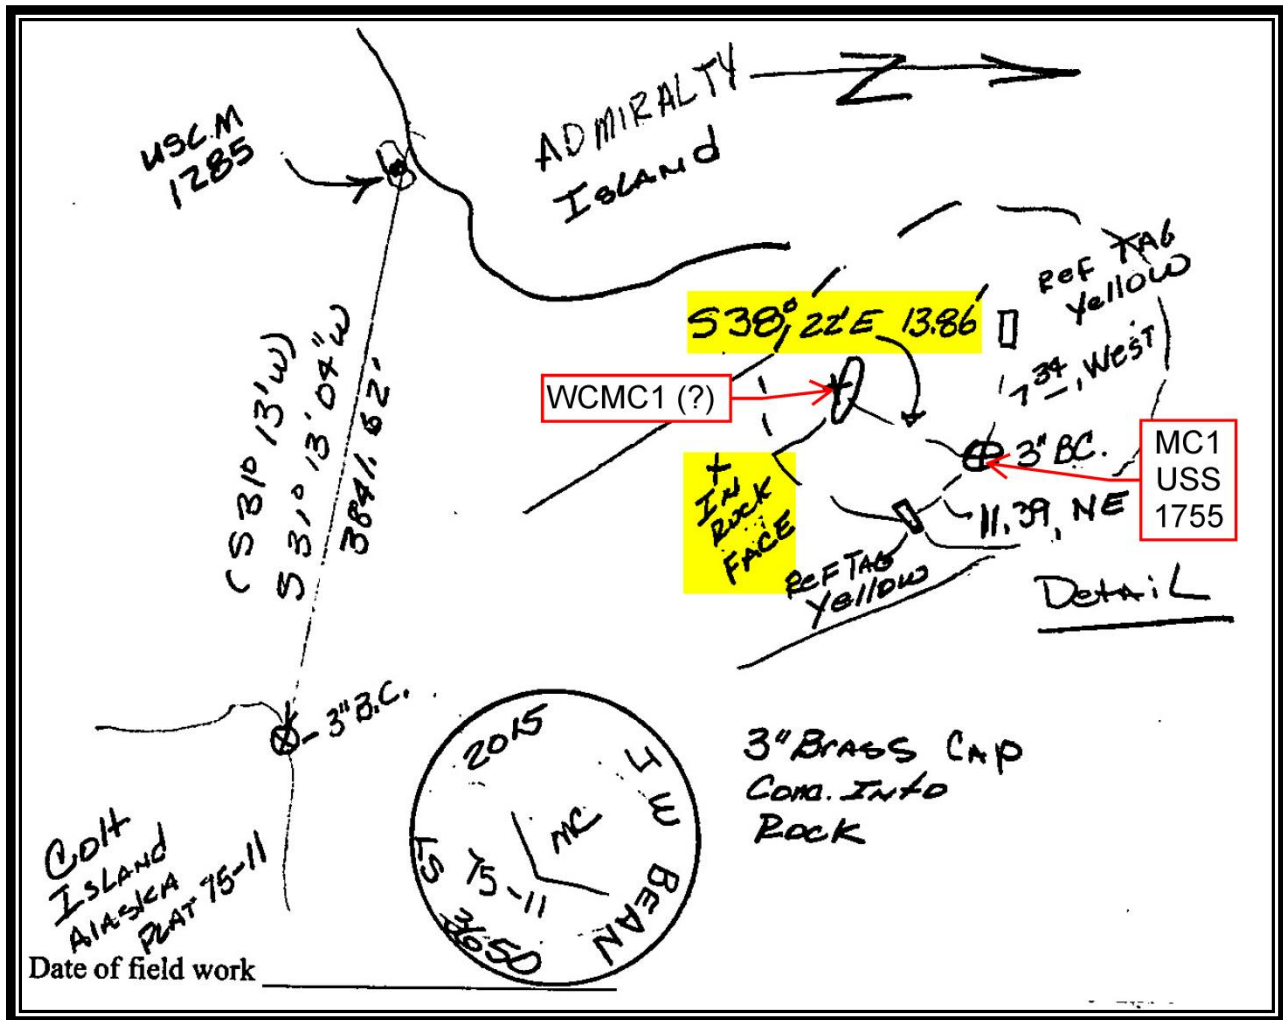 USC.M
1285
ADMIRALTY
ISLAND
N
(S 31° 13' W)
S 31° 13' 04" W
3841.62'
S38° 22'E 13.86'
REF TAG
Yellow
7 34, WEST
WCMC1 (?)
3" BC.
MC1
USS
1755
+
IN
ROCK
FACE
11.39, NE
REF TAG
Yellow
Detail
3" B.C.
2015
IW BEAN
MC
75-11
LS
3650
3" BRASS CAP
INTO
ROCK
Colt
ISLAND
ALASKA
PLAT 75-11
Date of field work